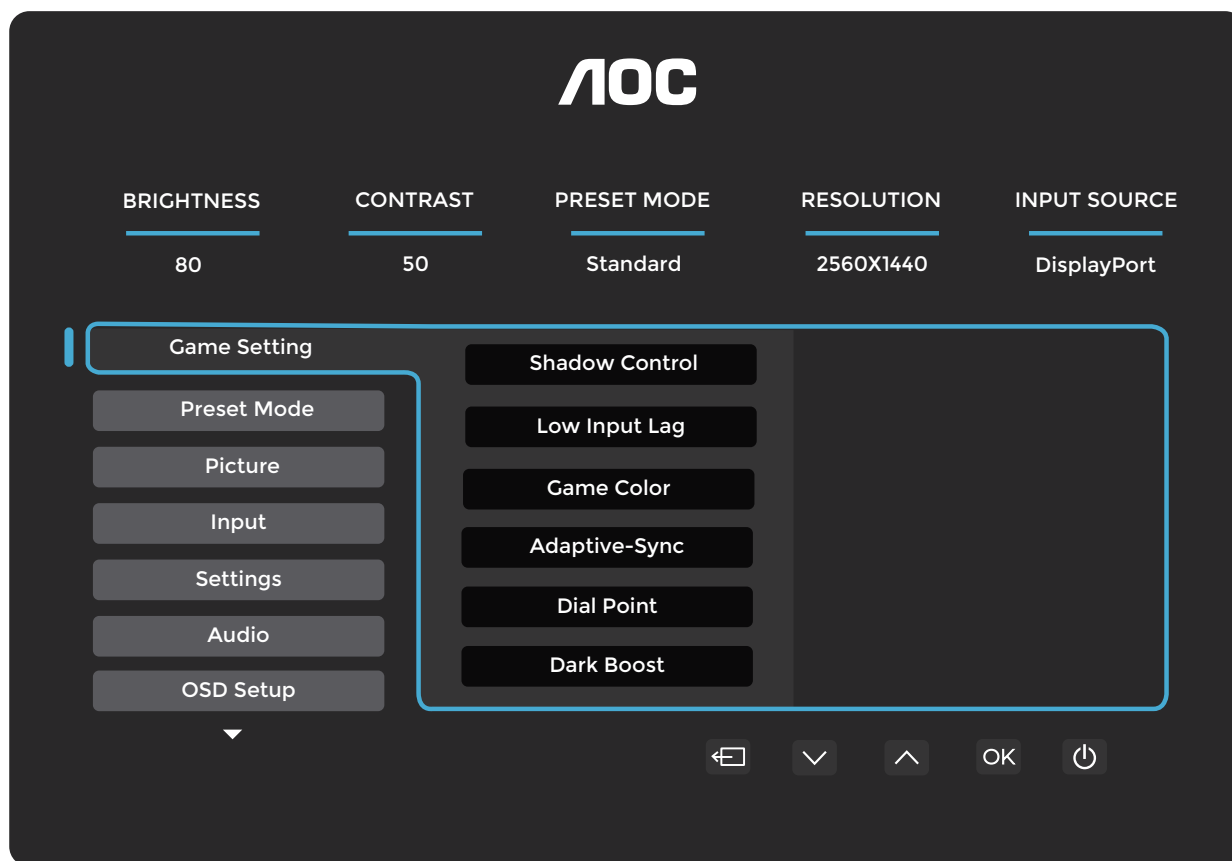 AOC
BRIGHTNESS CONTRAST PRESET MODE RESOLUTION INPUT SOURCE
80 50 Standard 2560X1440 DisplayPort
Game Setting
Preset Mode
Picture
Input
Settings
Audio
OSD Setup
Shadow Control
Low Input Lag
Game Color
Adaptive-Sync
Dial Point
Dark Boost
OK